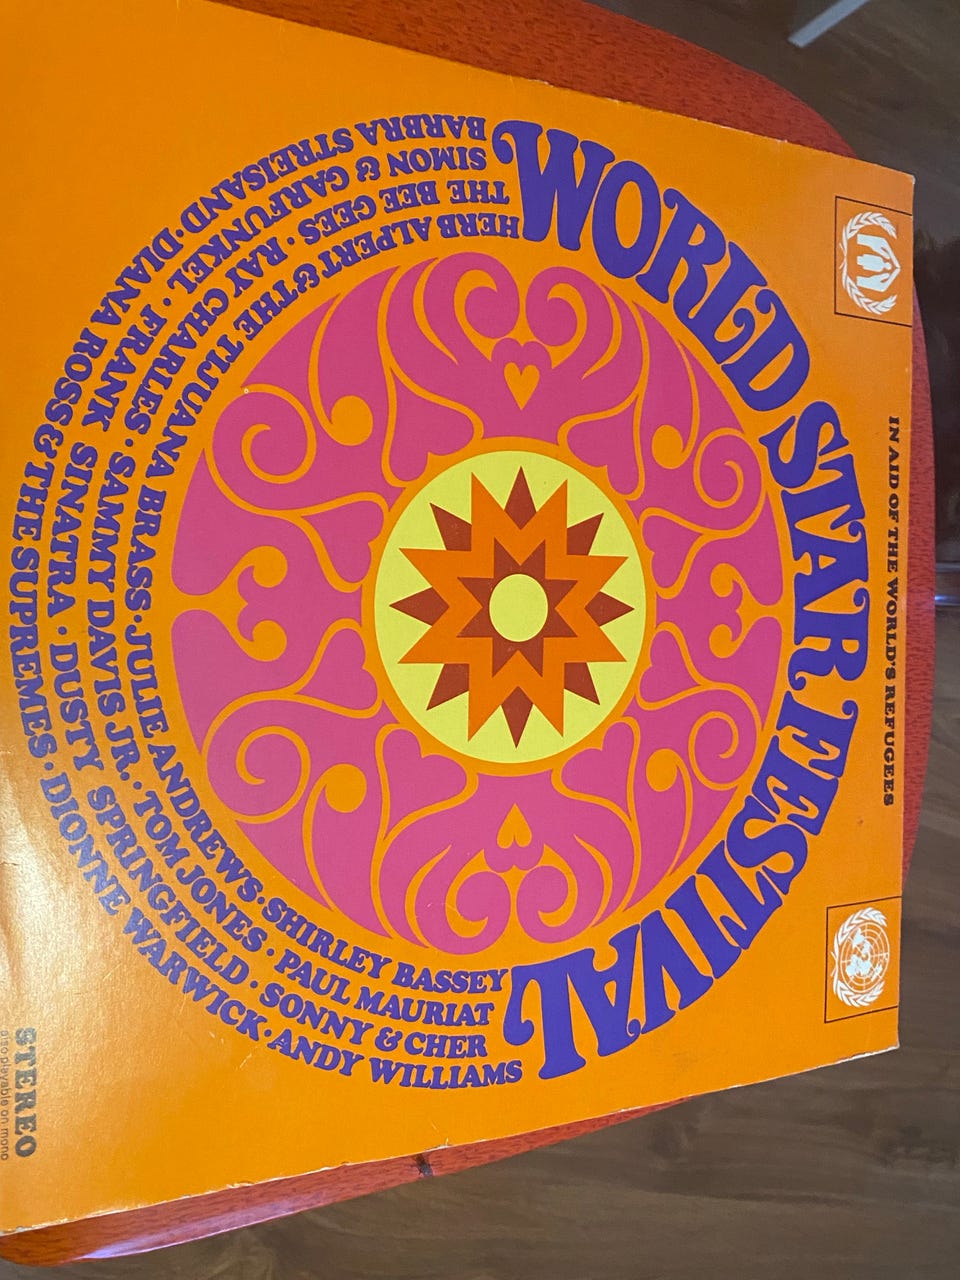 IN AID OF THE WORLD'S REFUGEES
WORLD STAR FESTIVAL
HERB ALPERT & THE TIJUANA BRASS · JULIE ANDREWS · SHIRLEY BASSEY
THE BEE GEES · RAY CHARLES · SAMMY DAVIS JR. · TOM JONES · PAUL MAURIAT
SIMON & GARFUNKEL · FRANK SINATRA · DUSTY SPRINGFIELD · SONNY & CHER
BARBRA STREISAND · DIANA ROSS & THE SUPREMES · DIONNE WARWICK · ANDY WILLIAMS
STEREO
also playable on mono